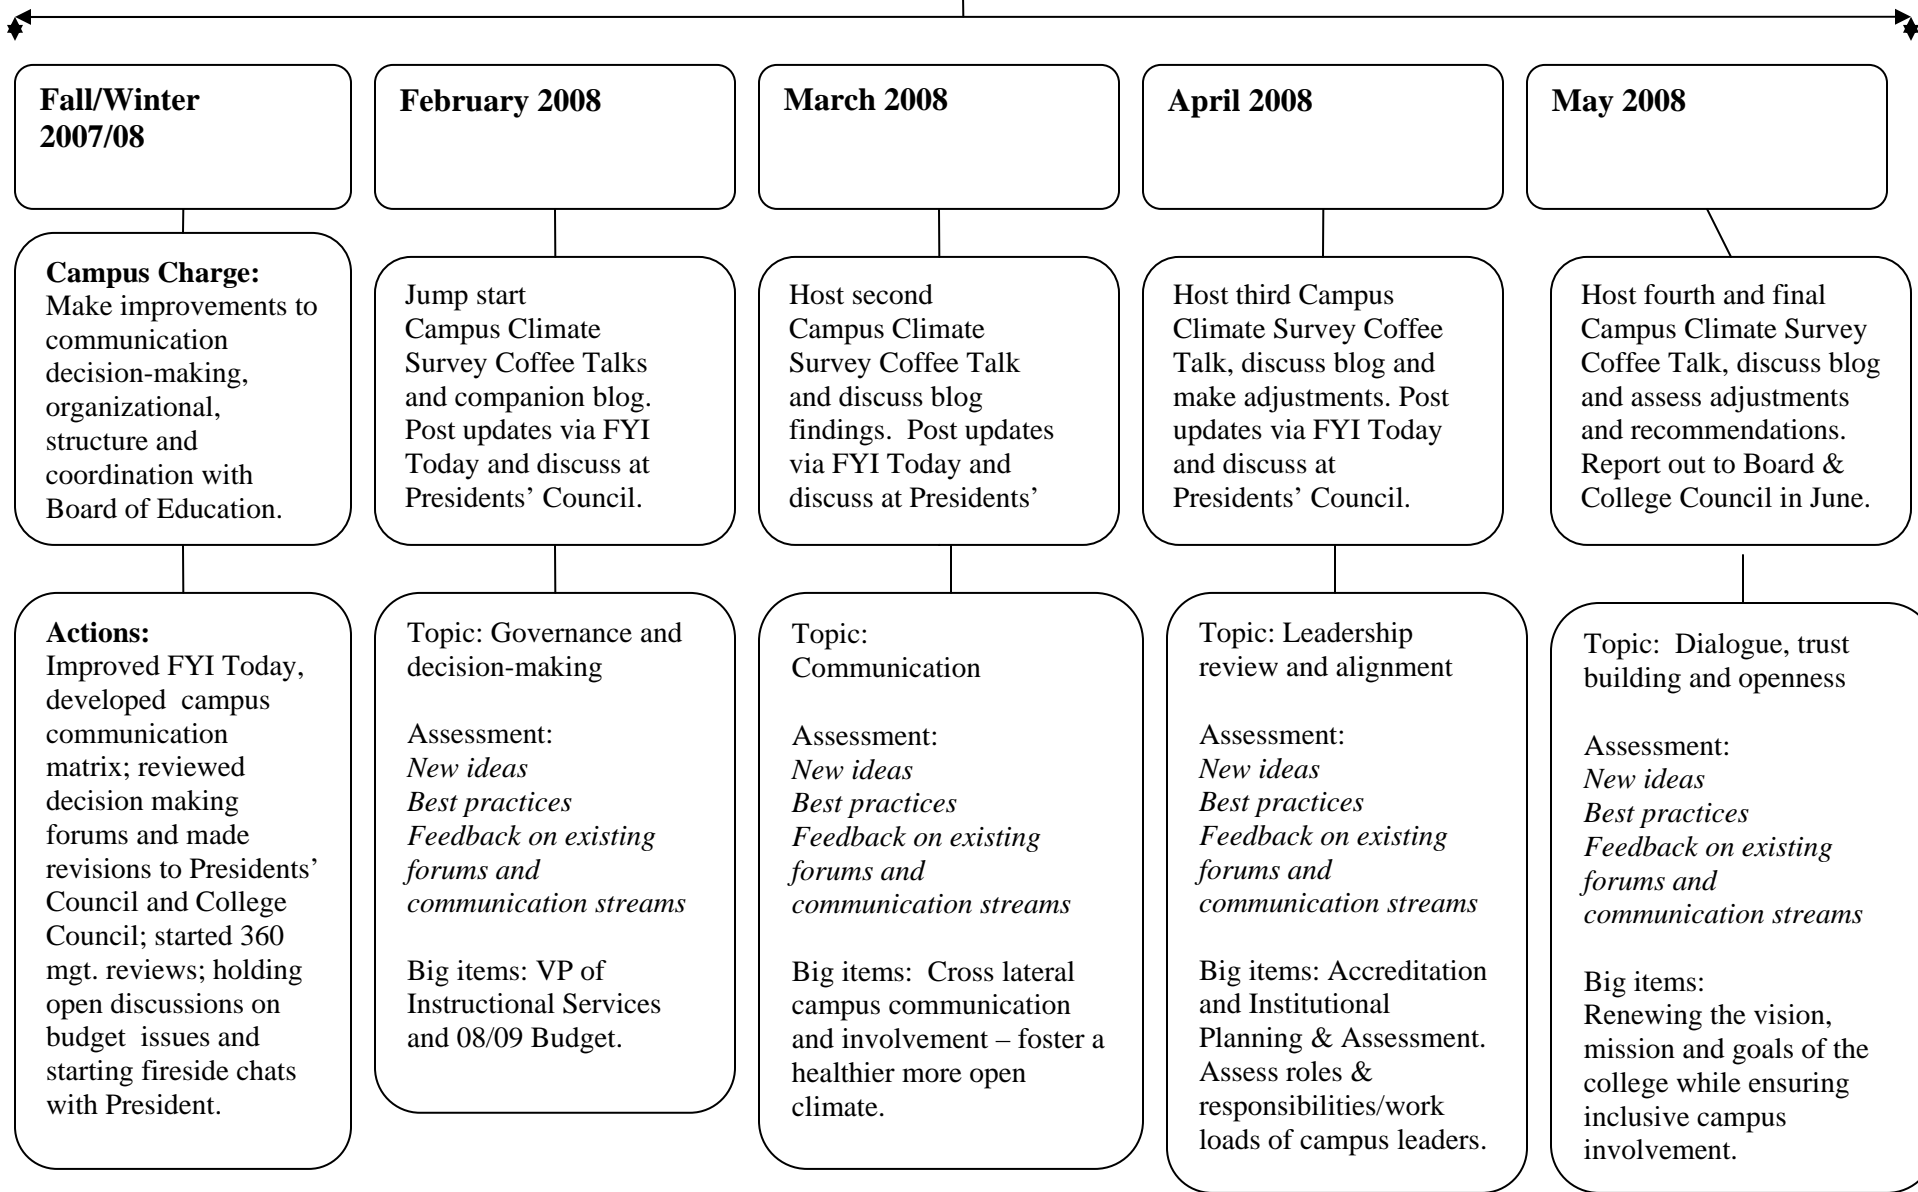 Fall/Winter
2007/08
February 2008
March 2008
April 2008
May 2008
Campus Charge:
Make improvements to
communication
decision-making,
organizational,
structure and
coordination with
Board of Education.
Jump start
Campus Climate
Survey Coffee Talks
and companion blog.
Post updates via FYI
Today and discuss at
Presidents’ Council.
Host second
Campus Climate
Survey Coffee Talk
and discuss blog
findings.  Post updates
via FYI Today and
discuss at Presidents’
Host third Campus
Climate Survey Coffee
Talk, discuss blog and
make adjustments. Post
updates via FYI Today
and discuss at
Presidents’ Council.
Host fourth and final
Campus Climate Survey
Coffee Talk, discuss blog
and assess adjustments
and recommendations.
Report out to Board &
College Council in June.
Actions:
Improved FYI Today,
developed  campus
communication
matrix; reviewed
decision making
forums and made
revisions to Presidents’
Council and College
Council; started 360
mgt. reviews; holding
open discussions on
budget  issues and
starting fireside chats
with President.
Topic: Governance and
decision-making
Assessment:
New ideas
Best practices
Feedback on existing
forums and
communication streams
Big items: VP of
Instructional Services
and 08/09 Budget.
Topic:
Communication
Assessment:
New ideas
Best practices
Feedback on existing
forums and
communication streams
Big items:  Cross lateral
campus communication
and involvement – foster a
healthier more open
climate.
Topic: Leadership
review and alignment
Assessment:
New ideas
Best practices
Feedback on existing
forums and
communication streams
Big items: Accreditation
and Institutional
Planning & Assessment.
Assess roles &
responsibilities/work
loads of campus leaders.
Topic:  Dialogue, trust
building and openness
Assessment:
New ideas
Best practices
Feedback on existing
forums and
communication streams
Big items:
Renewing the vision,
mission and goals of the
college while ensuring
inclusive campus
involvement.